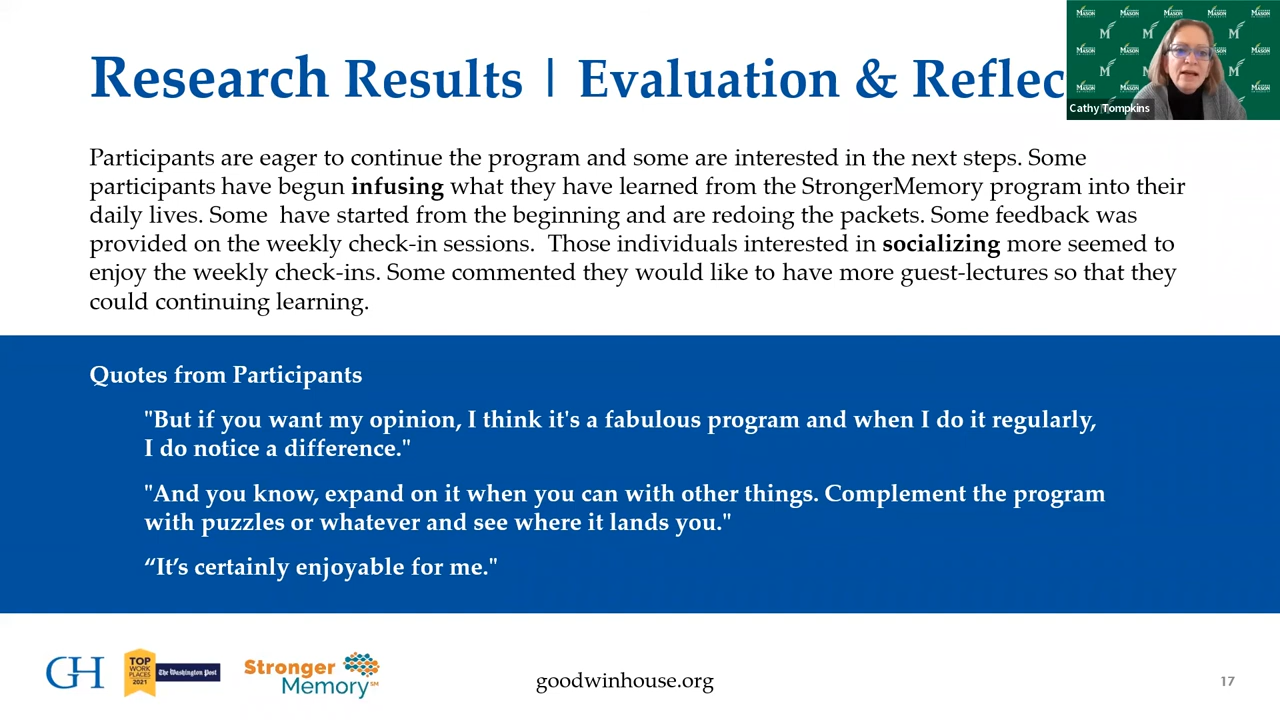 Research Results | Evaluation & Reflec
Cathy Tompkins
Participants are eager to continue the program and some are interested in the next steps. Some
participants have begun infusing what they have learned from the StrongerMemory program into their
daily lives. Some  have started from the beginning and are redoing the packets. Some feedback was
provided on the weekly check-in sessions.  Those individuals interested in socializing more seemed to
enjoy the weekly check-ins. Some commented they would like to have more guest-lectures so that they
could continuing learning.
Quotes from Participants
"But if you want my opinion, I think it's a fabulous program and when I do it regularly,
I do notice a difference."
"And you know, expand on it when you can with other things. Complement the program
with puzzles or whatever and see where it lands you."
“It’s certainly enjoyable for me."
GH
TOP
WORK
PLACES
2021
The Washington Post
Stronger
Memory
SM
goodwinhouse.org
17